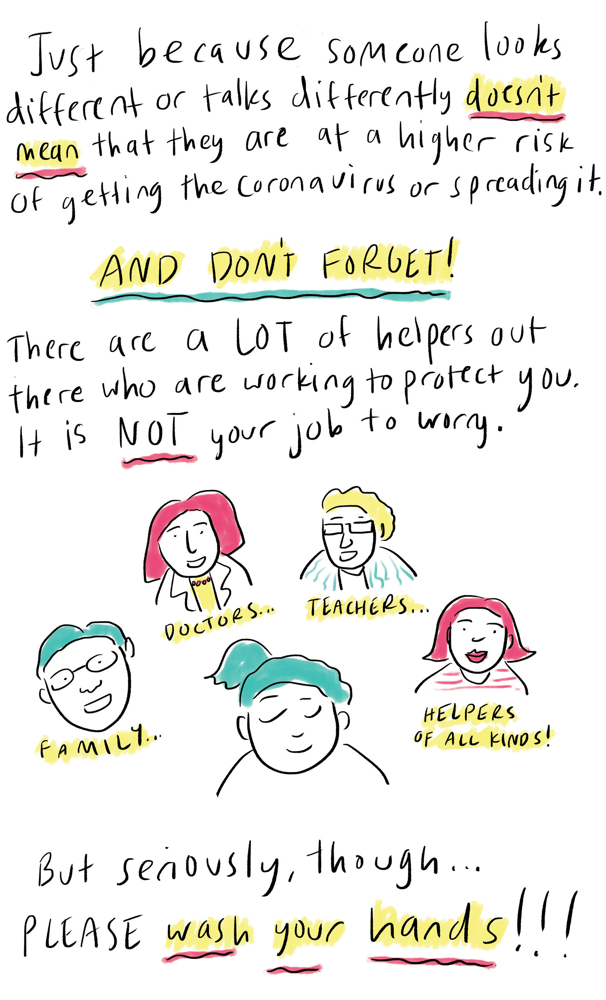 Just because someone looks
different or talks differently doesn't
mean that they are at a higher risk
of getting the coronavirus or spreading it.
AND DON'T FORGET!
There are a LOT of helpers out
there who are working to protect you.
It is NOT your job to worry.
DOCTORS...
TEACHERS...
FAMILY...
HELPERS
OF ALL KINDS!
But seriously, though...
PLEASE wash your hands!!!